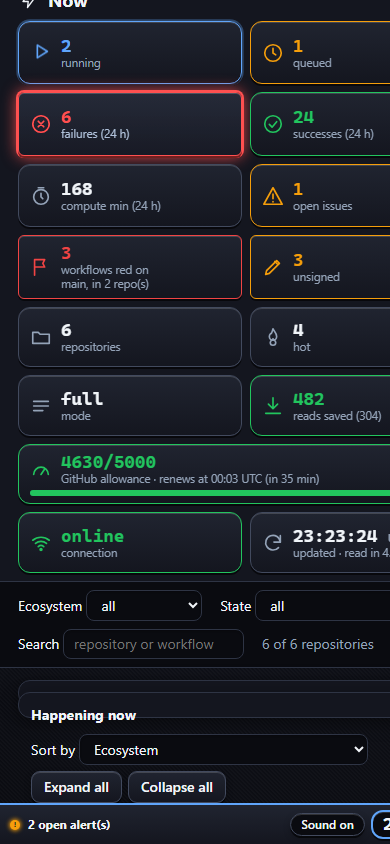 Now
2
running
1
queued
6
failures (24 h)
24
successes (24 h)
168
compute min (24 h)
1
open issues
3
workflows red on
main, in 2 repo(s)
3
unsigned
6
repositories
4
hot
full
mode
482
reads saved (304)
4630/5000
GitHub allowance · renews at 00:03 UTC (in 35 min)
online
connection
23:23:24
updated · read in 4
Ecosystem all State all
Search repository or workflow 6 of 6 repositories
Happening now
Sort by Ecosystem
Expand all Collapse all
2 open alert(s) Sound on 2